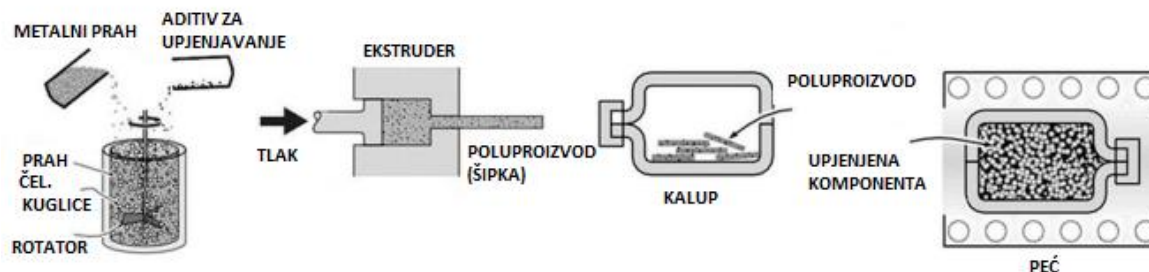 METALNI PRAH
ADITIV ZA
UPJENJAVANJE
PRAH
ČEL.
KUGLICE
ROTATOR
TLAK
EKSTRUDER
POLUPROIZVOD
(ŠIPKA)
POLUPROIZVOD
KALUP
UPJENJENA
KOMPONENTA
PEĆ